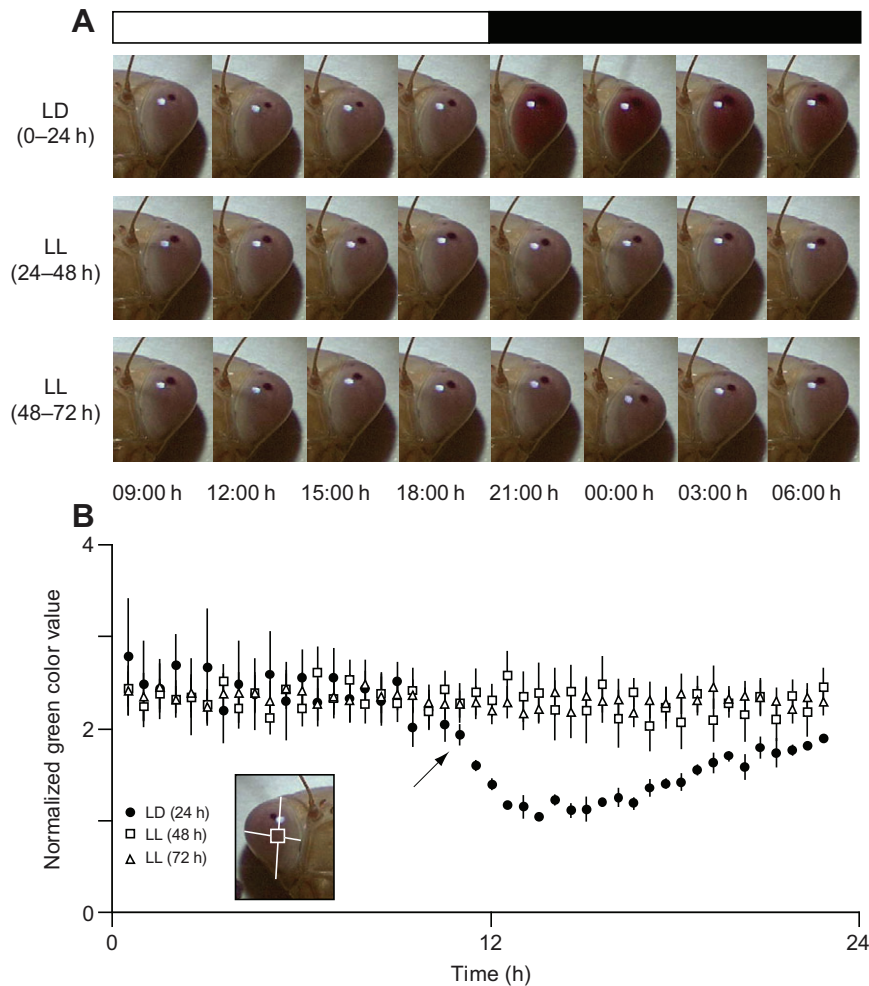 A
LD
(0–24 h)
LL
(24–48 h)
LL
(48–72 h)
09:00 h 12:00 h 15:00 h 18:00 h 21:00 h 00:00 h 03:00 h 06:00 h
B
4
2
0
Normalized green color value
LD (24 h)
LL (48 h)
LL (72 h)
0 12 24
Time (h)